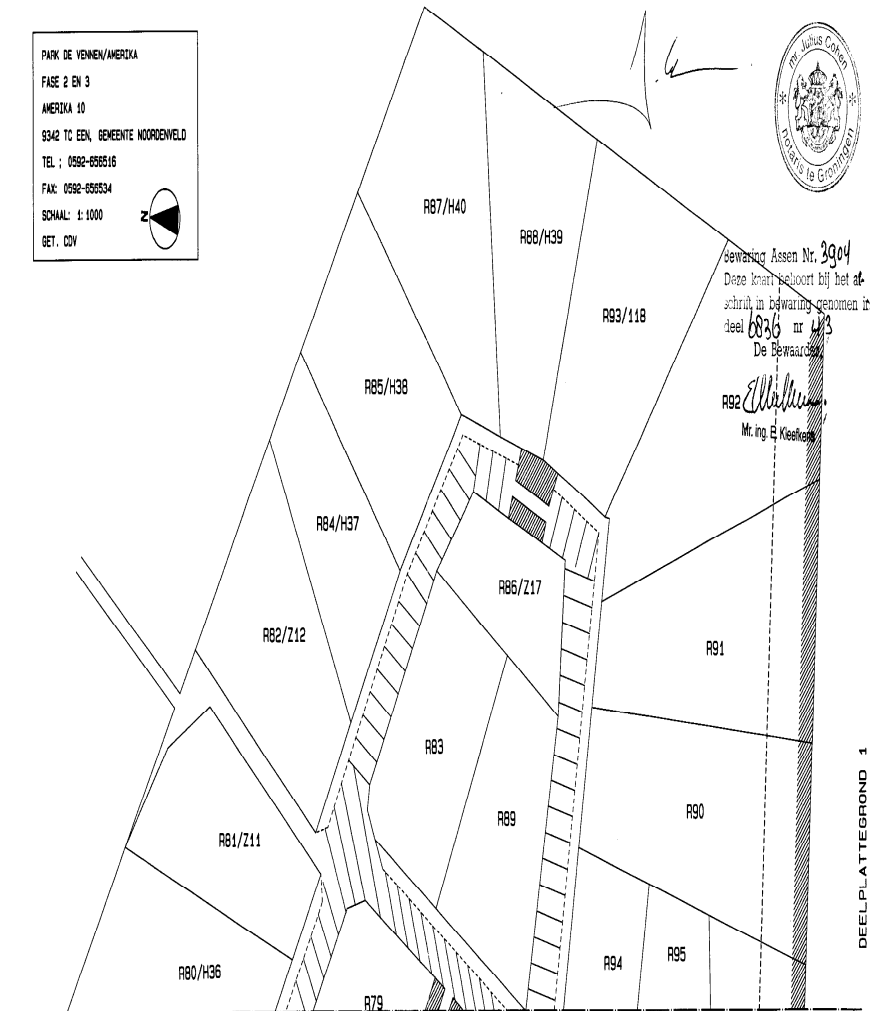 PARK DE VENNEN/AMERIKA
FASE 2 EN 3
AMERIKA 10
9342 TC EEN, GEMEENTE NOORDENVELD
TEL ; 0592-656516
FAX: 0592-656534
SCHAAL: 1:1000
GET. CDV
N
mr. Julius Cohen
notaris te Groningen
Bewaring Assen Nr. 3904
Deze kaart behoort bij het af-
schrift in bewaring genomen in
deel 6836 nr 43
De Bewaarder,
Mr. ing. E. Kleefkens
R87/H40
R88/H39
R93/118
R85/H38
R92
R84/H37
R86/Z17
R82/Z12
R91
R83
R89
R90
R81/Z11
R80/H36
R79
R94
R95
DEELPLATTEGROND 1